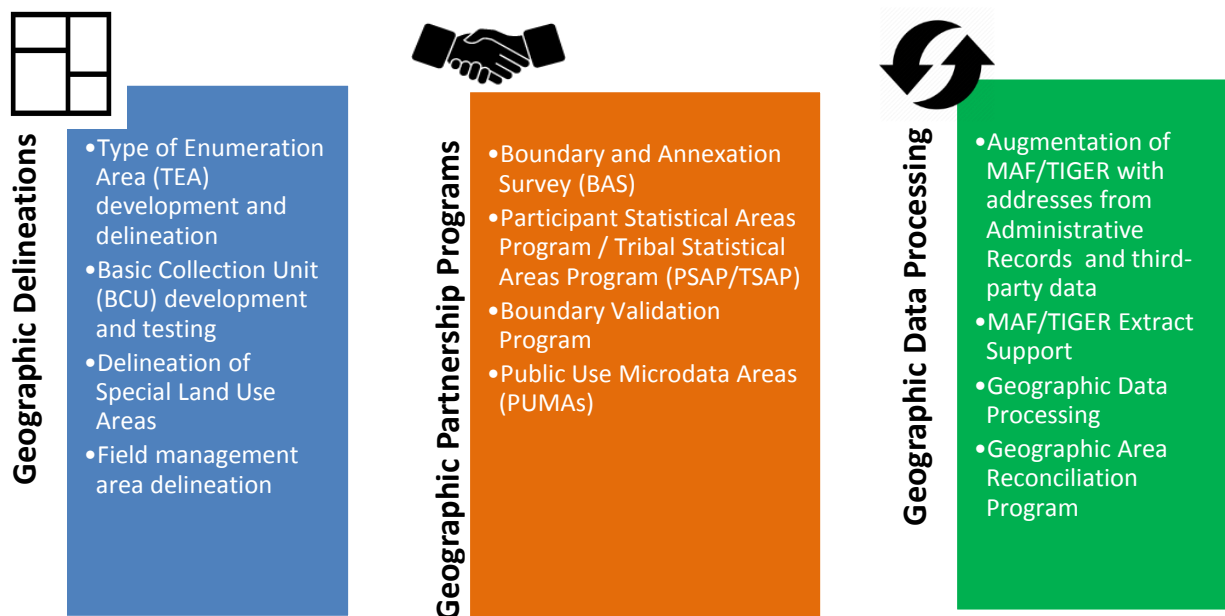 Geographic Delineations
•Type of Enumeration
Area (TEA)
development and
delineation
•Basic Collection Unit
(BCU) development
and testing
•Delineation of
Special Land Use
Areas
•Field management
area delineation
Geographic Partnership Programs
•Boundary and Annexation
Survey (BAS)
•Participant Statistical Areas
Program / Tribal Statistical
Areas Program (PSAP/TSAP)
•Boundary Validation
Program
•Public Use Microdata Areas
(PUMAs)
Geographic Data Processing
•Augmentation of
MAF/TIGER with
addresses from
Administrative
Records and third-
party data
•MAF/TIGER Extract
Support
•Geographic Data
Processing
•Geographic Area
Reconciliation
Program